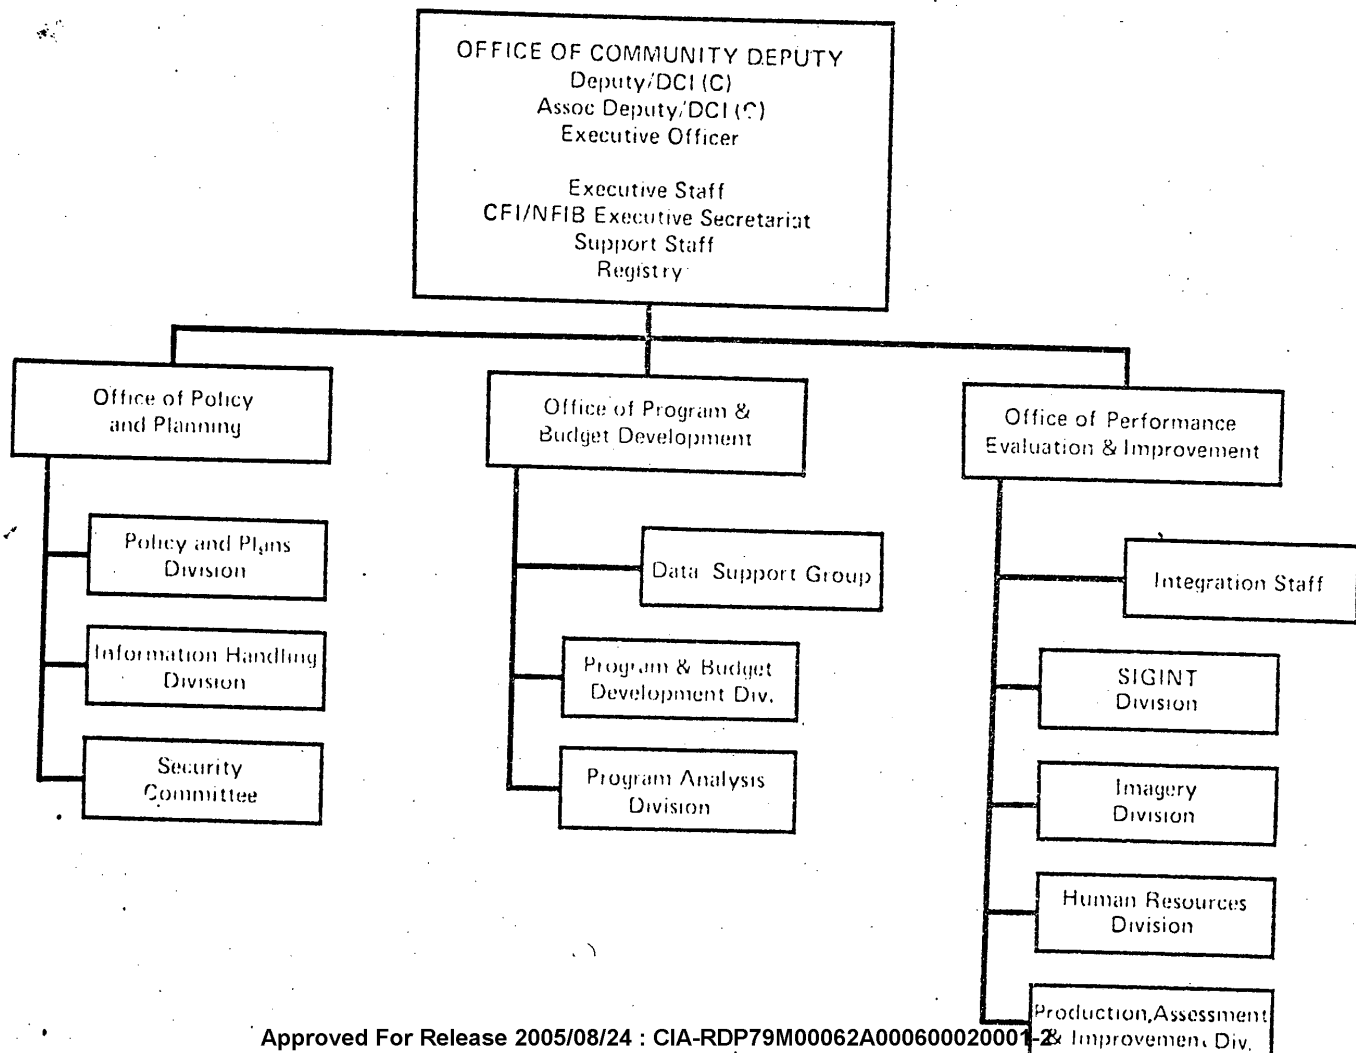 OFFICE OF COMMUNITY DEPUTY
Deputy/DCI (C)
Assoc Deputy/DCI (C)
Executive Officer
Executive Staff
CFI/NFIB Executive Secretariat
Support Staff
Registry
Office of Policy
and Planning
Policy and Plans
Division
Information Handling
Division
Security
Committee
Office of Program &
Budget Development
Data Support Group
Program & Budget
Development Div.
Program Analysis
Division
Office of Performance
Evaluation & Improvement
Integration Staff
SIGINT
Division
Imagery
Division
Human Resources
Division
Production, Assessment
& Improvement Div.
Approved For Release 2005/08/24 : CIA-RDP79M00062A000600020001-2